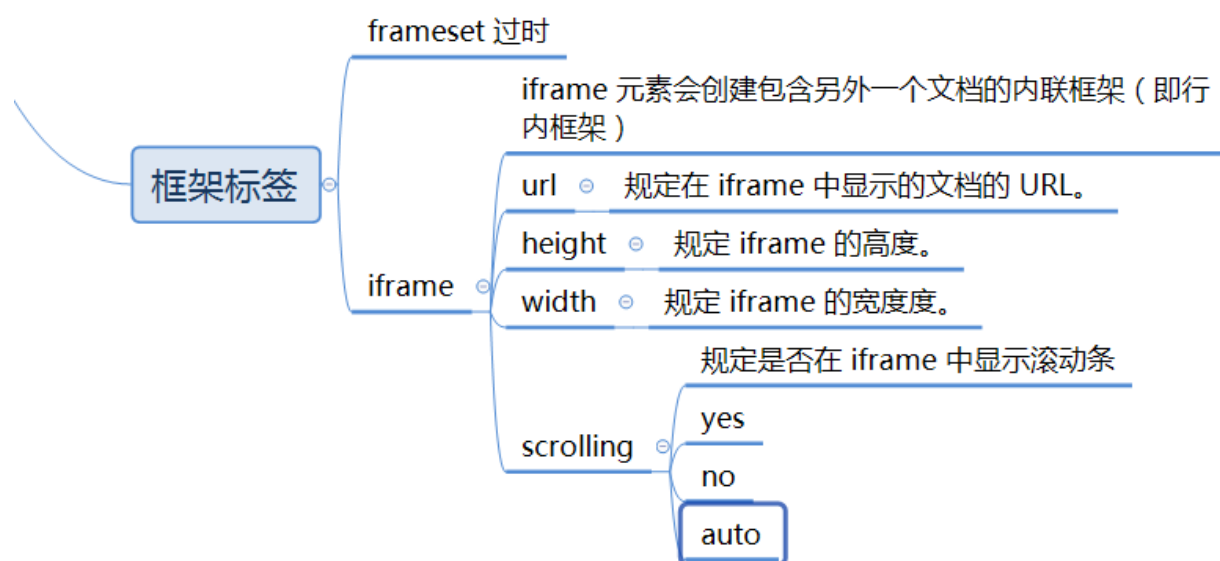 frameset 过时
iframe 元素会创建包含另外一个文档的内联框架（即行
内框架）
框架标签
url
规定在 iframe 中显示的文档的 URL。
height
规定 iframe 的高度。
iframe
width
规定 iframe 的宽度度。
规定是否在 iframe 中显示滚动条
yes
scrolling
no
auto